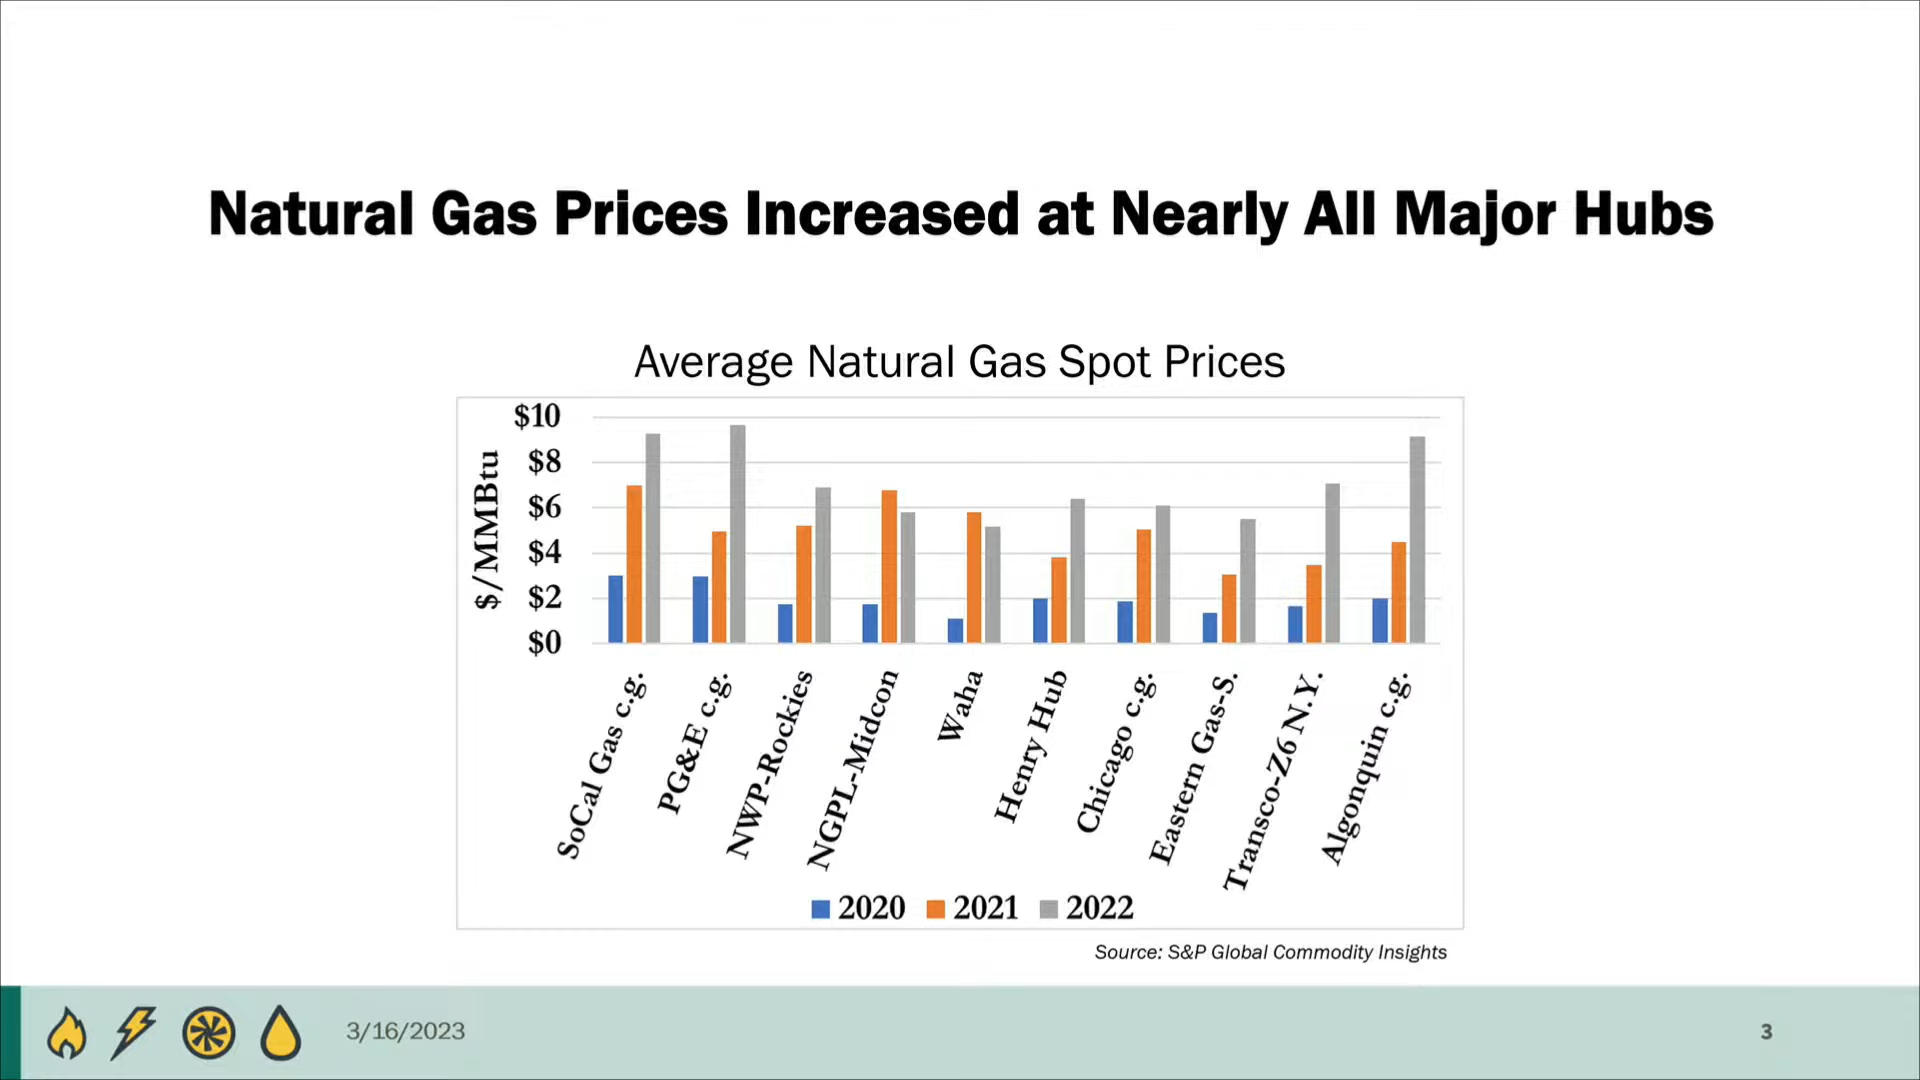 Natural Gas Prices Increased at Nearly All Major Hubs
Average Natural Gas Spot Prices
$/MMBtu
$10
$8
$6
$4
$2
$0
SoCal Gas c.g.
PG&E c.g.
NWP-Rockies
NGPL-Midcon
Waha
Henry Hub
Chicago c.g.
Eastern Gas-S.
Transco-Z6 N.Y.
Algonquin c.g.
2020 2021 2022
Source: S&P Global Commodity Insights
3/16/2023
3